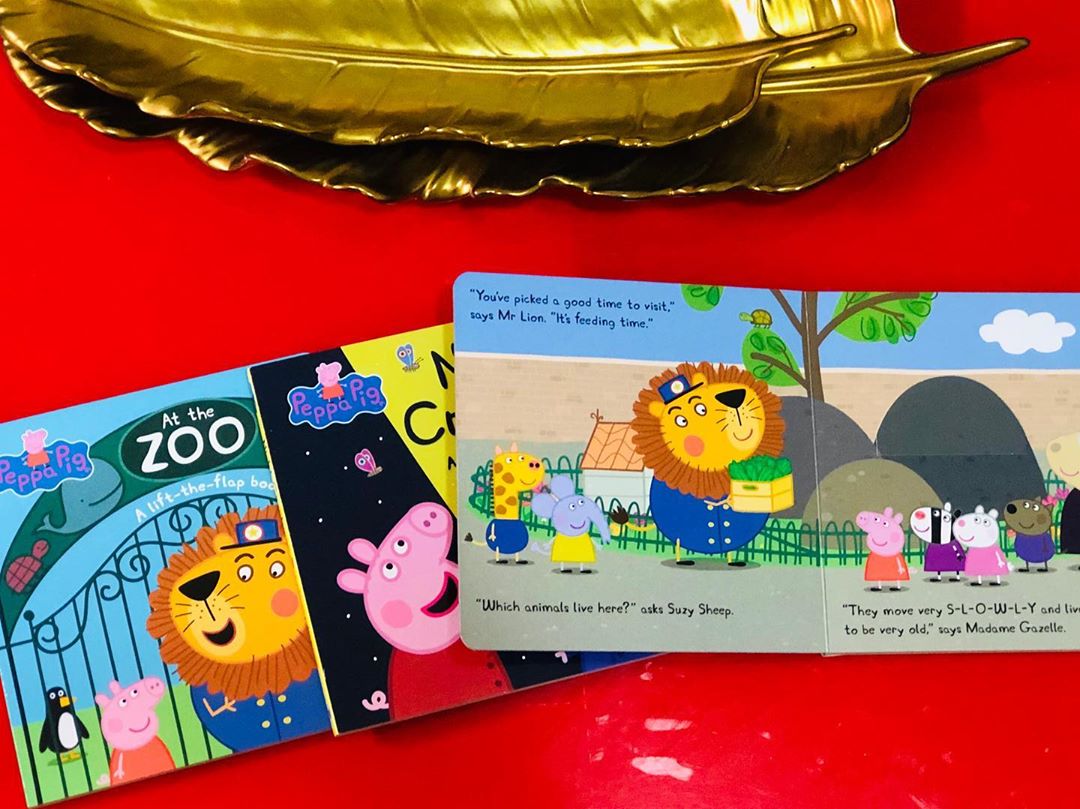 Peppa Pig
At the
ZOO
A lift-the-flap
Peppa Pig
"You've picked a good time to visit,"
says Mr Lion. "It's feeding time."
"Which animals live here?" asks Suzy Sheep.
"They move very S-L-O-W-L-Y and
to be very old," says Madame Gazelle.